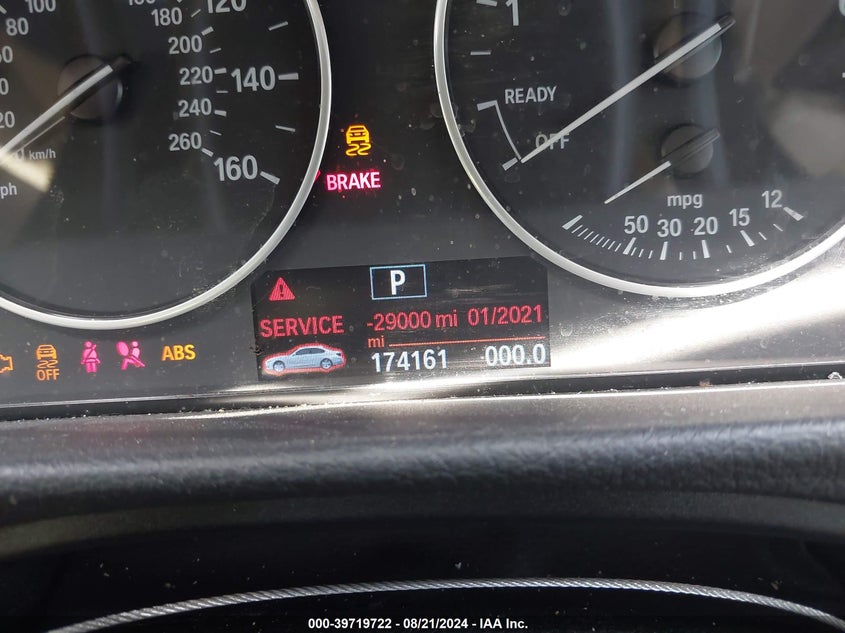 100
120
80
160
180
200
220
140
240
260
160
km/h
1
READY
OFF
BRAKE
mpg
50 30 20 15 12
P
SERVICE -29000 mi 01/2021
mi
174161 000.0
OFF
ABS
000-39719722 - 08/21/2024 - IAA Inc.